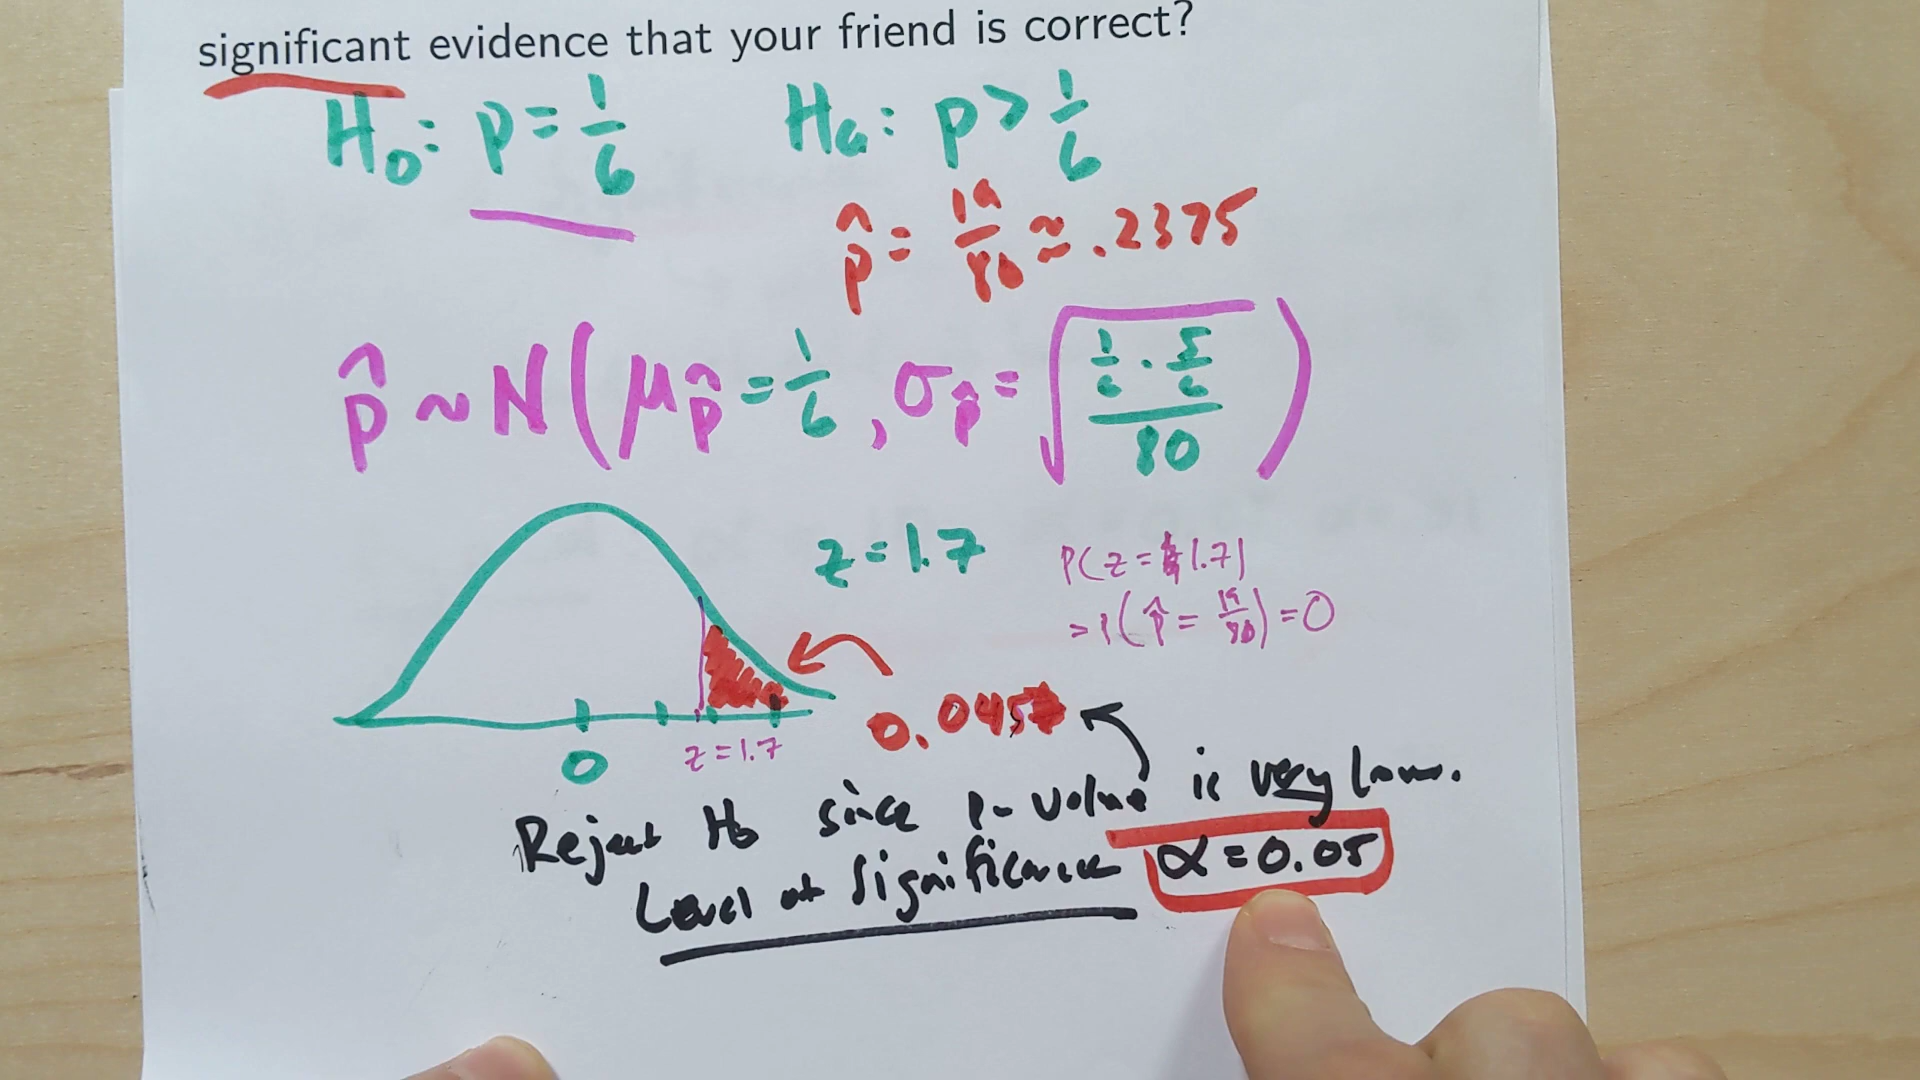 significant evidence that your friend is correct?
H₀: p = 1/6 Hₐ: p > 1/6
p̂ = 19/80 ≈ .2375
p̂ ~ N(μp̂ = 1/6, σp̂ = √(1/6 · 5/6 / 80))
z = 1.7
P(z = 1.7)
= P(p̂ = 19/80) = 0
0.045
0
z = 1.7
Reject H₀ since p-value is very low.
Level of Significance α = 0.05